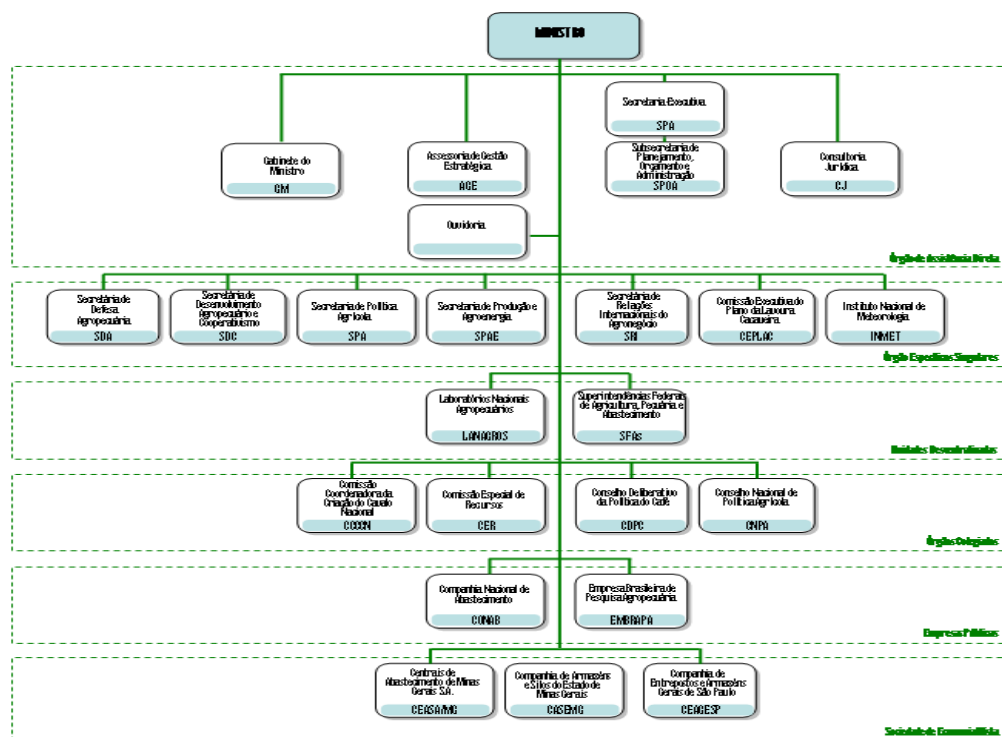 MINISTRO
Secretaria-Executiva
SPA
Gabinete do
Ministro
GM
Assessoria de Gestão
Estratégica
AGE
Subsecretaria de
Planejamento,
Orçamento e
Administração
SPOA
Consultoria
Jurídica
CJ
Ouvidoria
Órgão de Assistência Direta
Secretária de
Defesa
Agropecuária
SDA
Secretária de
Desenvolvimento
Agropecuário e
Cooperativismo
SDC
Secretaria de Política
Agrícola
SPA
Secretaria de Produção e
Agroenergia
SPAE
Secretária de
Relações
Internacionais do
Agronegócio
SRI
Comissão Executiva do
Plano da Lavoura
Cacaueira
CEPLAC
Instituto Nacional de
Meteorologia
INMET
Órgão Específicos Singulares
Laboratórios Nacionais
Agropecuários
LANAGROS
Superintendências Federais
de Agricultura, Pecuária e
Abastecimento
SFAs
Unidades Descentralizadas
Comissão
Coordenadora da
Criação do Cavalo
Nacional
CCCCN
Comissão Especial de
Recursos
CER
Conselho Deliberativo
da Política do Café
CDPC
Conselho Nacional de
Política Agrícola
CNPA
Órgãos Colegiados
Companhia Nacional de
Abastecimento
CONAB
Empresa Brasileira de
Pesquisa Agropecuária
EMBRAPA
Empresas Públicas
Centrais de
Abastecimento de Minas
Gerais S.A.
CEASA/MG
Companhia de Armazéns
e Silos do Estado de
Minas Gerais
CASEMG
Companhia de
Entrepostos e Armazéns
Gerais de São Paulo
CEAGESP
Sociedade de Economia Mista